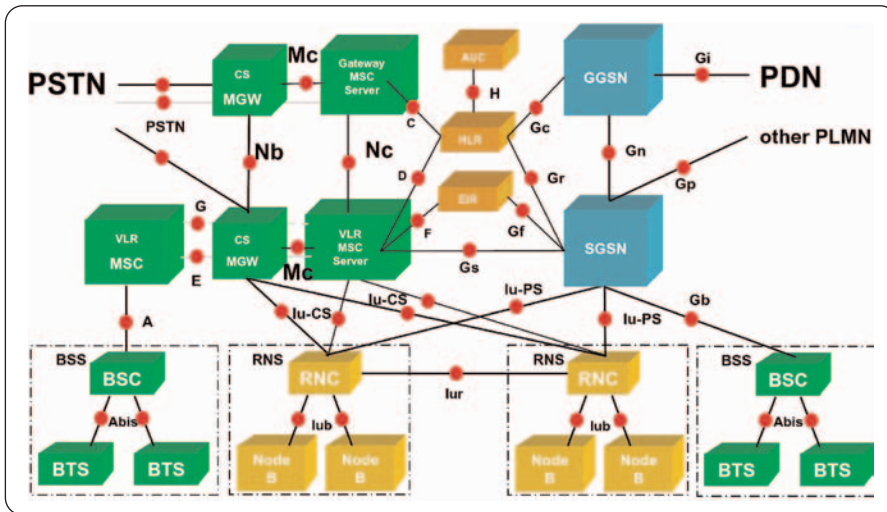 PSTN
CS
MGW
Mc
Gateway
MSC
Server
AUC
H
C
HLR
Gc
GGSN
Gi
PDN
PSTN
Nb
Nc
D
Gr
Gn
Gp
other PLMN
EIR
F
Gf
VLR
MSC
G
E
CS
MGW
Mc
VLR
MSC
Server
Gs
SGSN
A
Iu-CS
Iu-CS
Iu-PS
Iu-PS
Gb
BSS
BSC
Abis
BTS
BTS
RNS
RNC
Iub
Node
B
Node
B
Iur
RNS
RNC
Iub
Node
B
Node
B
BSS
BSC
Abis
BTS
BTS